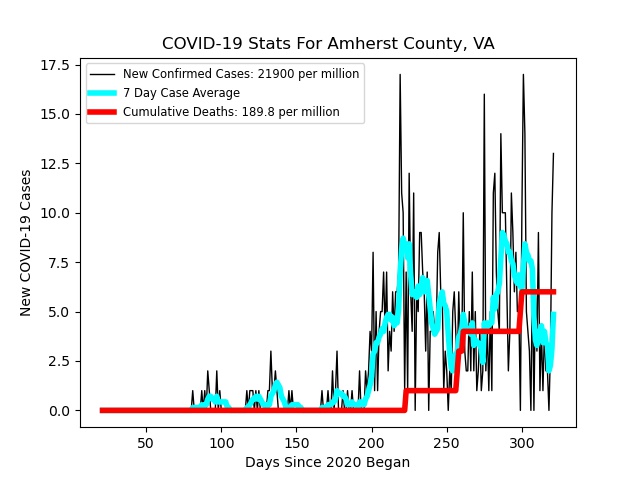 COVID-19 Stats For Amherst County, VA
New Confirmed Cases: 21900 per million
7 Day Case Average
Cumulative Deaths: 189.8 per million
New COVID-19 Cases
17.5
15.0
12.5
10.0
7.5
5.0
2.5
0.0
50 100 150 200 250 300
Days Since 2020 Began